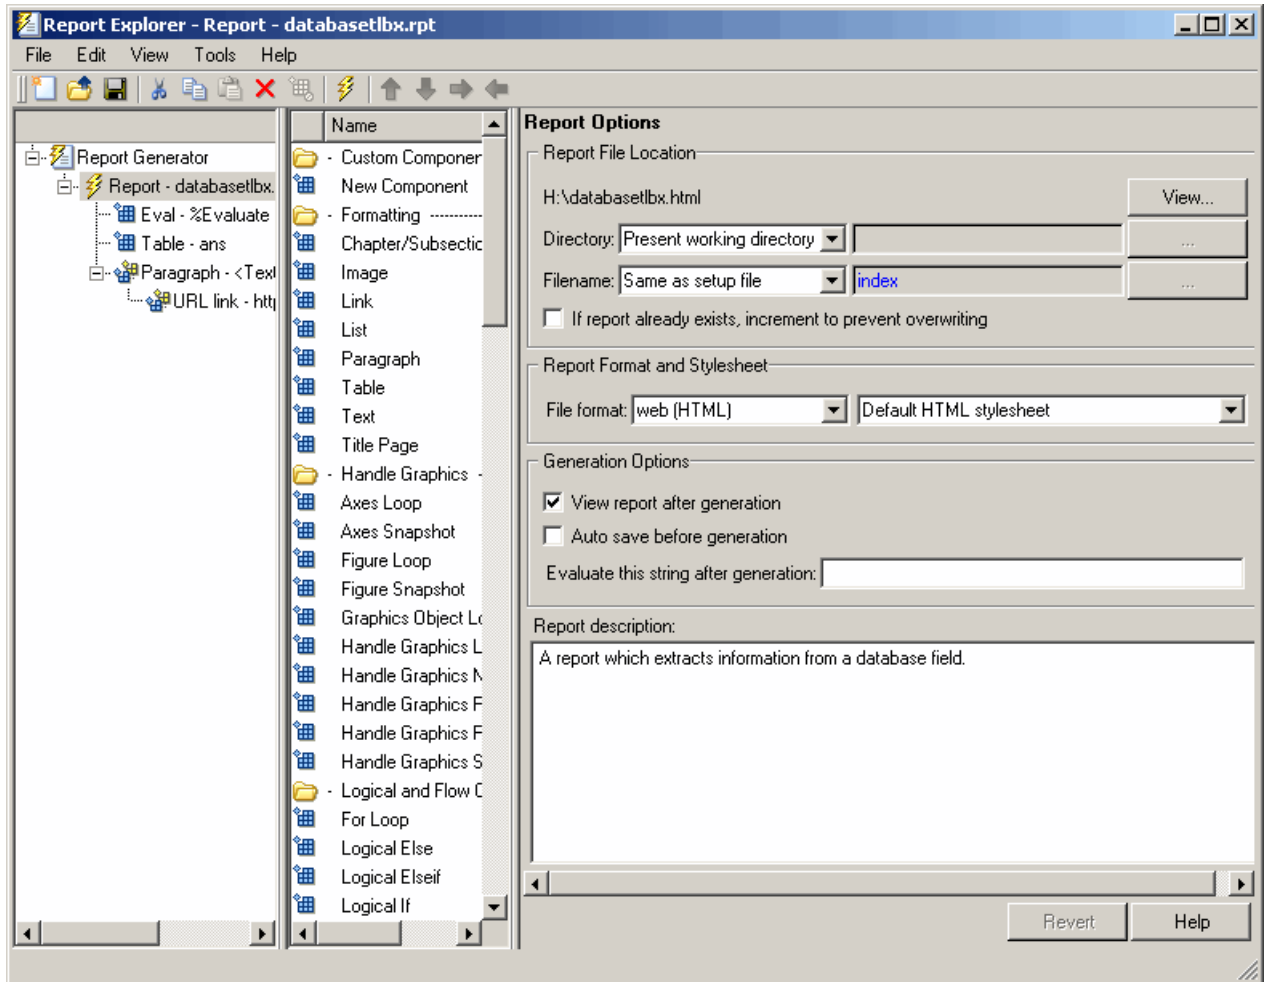 Report Explorer - Report - databasetlbx.rpt
File Edit View Tools Help
Report Generator
Report - databasetlbx.
Eval - %Evaluate
Table - ans
Paragraph - <Text
URL link - http
Name
- Custom Componen
New Component
- Formatting -----------
Chapter/Subsectic
Image
Link
List
Paragraph
Table
Text
Title Page
- Handle Graphics -
Axes Loop
Axes Snapshot
Figure Loop
Figure Snapshot
Graphics Object Lo
Handle Graphics L
Handle Graphics N
Handle Graphics F
Handle Graphics F
Handle Graphics S
- Logical and Flow C
For Loop
Logical Else
Logical Elseif
Logical If
Report Options
Report File Location
H:\databasetlbx.html View...
Directory: Present working directory ...
Filename: Same as setup file index ...
If report already exists, increment to prevent overwriting
Report Format and Stylesheet
File format: web (HTML) Default HTML stylesheet
Generation Options
View report after generation
Auto save before generation
Evaluate this string after generation:
Report description:
A report which extracts information from a database field.
Revert Help